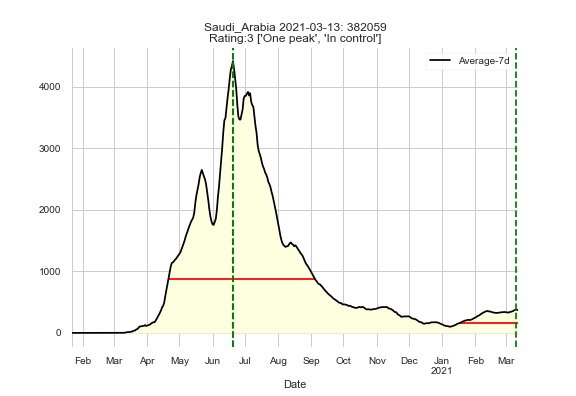 Saudi_Arabia 2021-03-13: 382059
Rating:3 ['One peak', 'In control']
Average-7d
4000
3000
2000
1000
0
Feb Mar Apr May Jun Jul Aug Sep Oct Nov Dec Jan Feb Mar
2021
Date